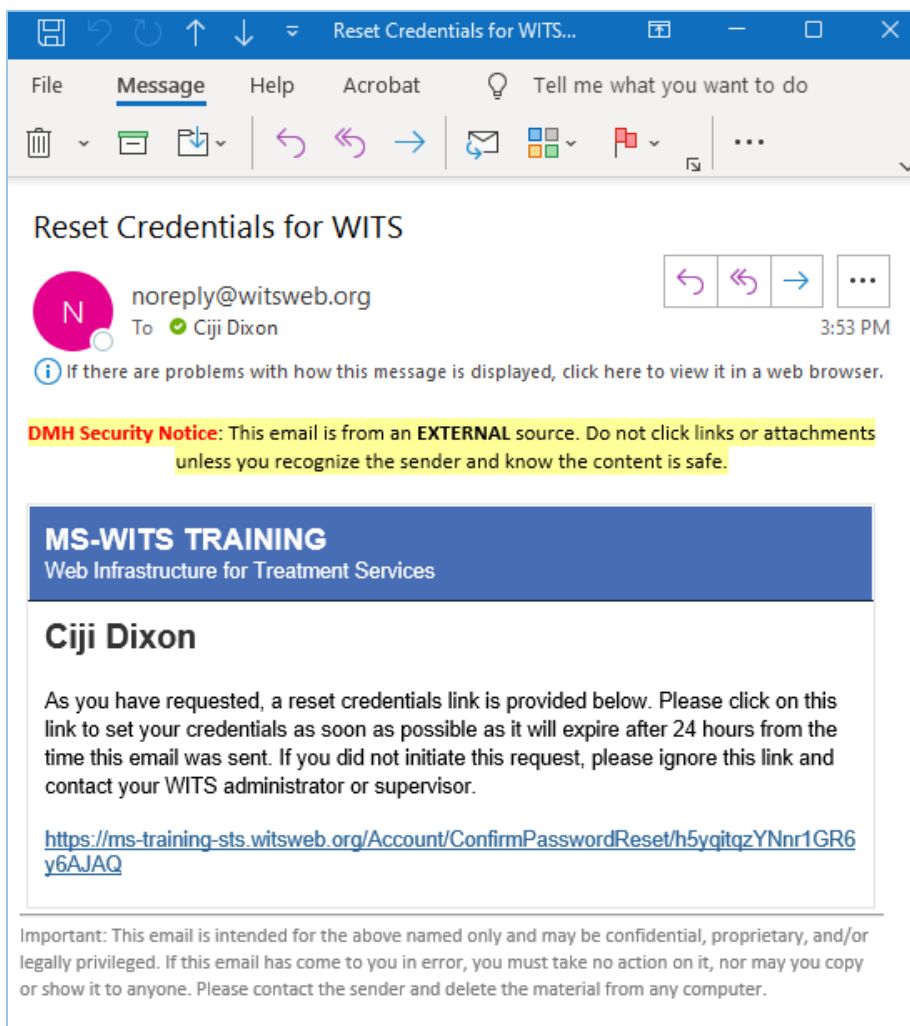 Reset Credentials for WITS...
File Message Help Acrobat Tell me what you want to do
Reset Credentials for WITS
N
noreply@witsweb.org
To Ciji Dixon
3:53 PM
If there are problems with how this message is displayed, click here to view it in a web browser.
DMH Security Notice: This email is from an EXTERNAL source. Do not click links or attachments
unless you recognize the sender and know the content is safe.
MS-WITS TRAINING
Web Infrastructure for Treatment Services
Ciji Dixon
As you have requested, a reset credentials link is provided below. Please click on this
link to set your credentials as soon as possible as it will expire after 24 hours from the
time this email was sent. If you did not initiate this request, please ignore this link and
contact your WITS administrator or supervisor.
https://ms-training-sts.witsweb.org/Account/ConfirmPasswordReset/h5yqitqzYNnr1GR6
y6AJAQ
Important: This email is intended for the above named only and may be confidential, proprietary, and/or
legally privileged. If this email has come to you in error, you must take no action on it, nor may you copy
or show it to anyone. Please contact the sender and delete the material from any computer.